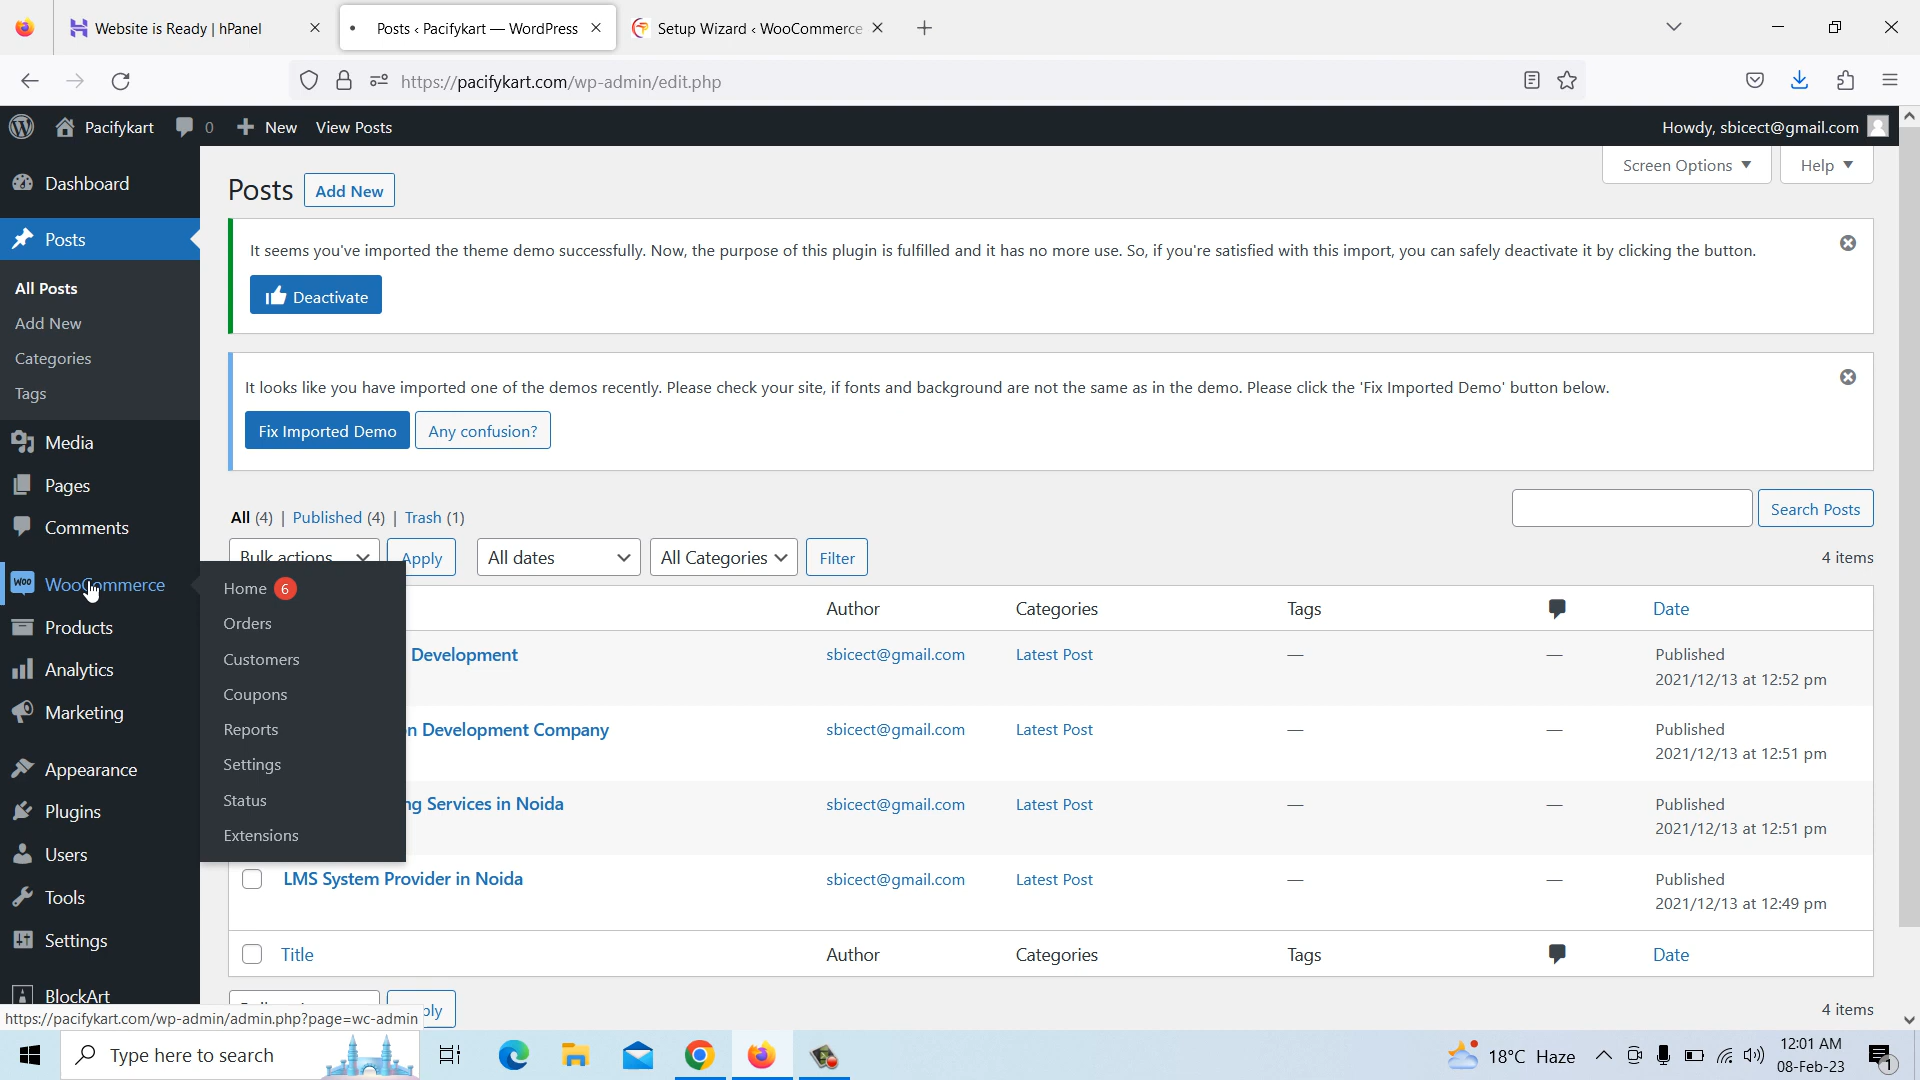 Website is Ready | hPanel
Posts ‹ Pacifykart — WordPress
Setup Wizard ‹ WooCommerce
https://pacifykart.com/wp-admin/edit.php
Pacifykart 0 New View Posts
Howdy, sbicect@gmail.com
Screen Options Help
Dashboard
Posts
All Posts
Add New
Categories
Tags
Media
Pages
Comments
WooCommerce
Products
Analytics
Marketing
Appearance
Plugins
Users
Tools
Settings
BlockArt
Home 6
Orders
Customers
Coupons
Reports
Settings
Status
Extensions
Posts Add New
It seems you've imported the theme demo successfully. Now, the purpose of this plugin is fulfilled and it has no more use. So, if you're satisfied with this import, you can safely deactivate it by clicking the button.
Deactivate
It looks like you have imported one of the demos recently. Please check your site, if fonts and background are not the same as in the demo. Please click the 'Fix Imported Demo' button below.
Fix Imported Demo Any confusion?
All (4) | Published (4) | Trash (1)
Search Posts
Bulk actions Apply All dates All Categories Filter
4 items
Author Categories Tags Date
Development sbicect@gmail.com Latest Post — — Published
2021/12/13 at 12:52 pm
n Development Company sbicect@gmail.com Latest Post — — Published
2021/12/13 at 12:51 pm
ng Services in Noida sbicect@gmail.com Latest Post — — Published
2021/12/13 at 12:51 pm
LMS System Provider in Noida sbicect@gmail.com Latest Post — — Published
2021/12/13 at 12:49 pm
Title Author Categories Tags Date
4 items
https://pacifykart.com/wp-admin/admin.php?page=wc-admin
Type here to search
18°C Haze
12:01 AM
08-Feb-23
1